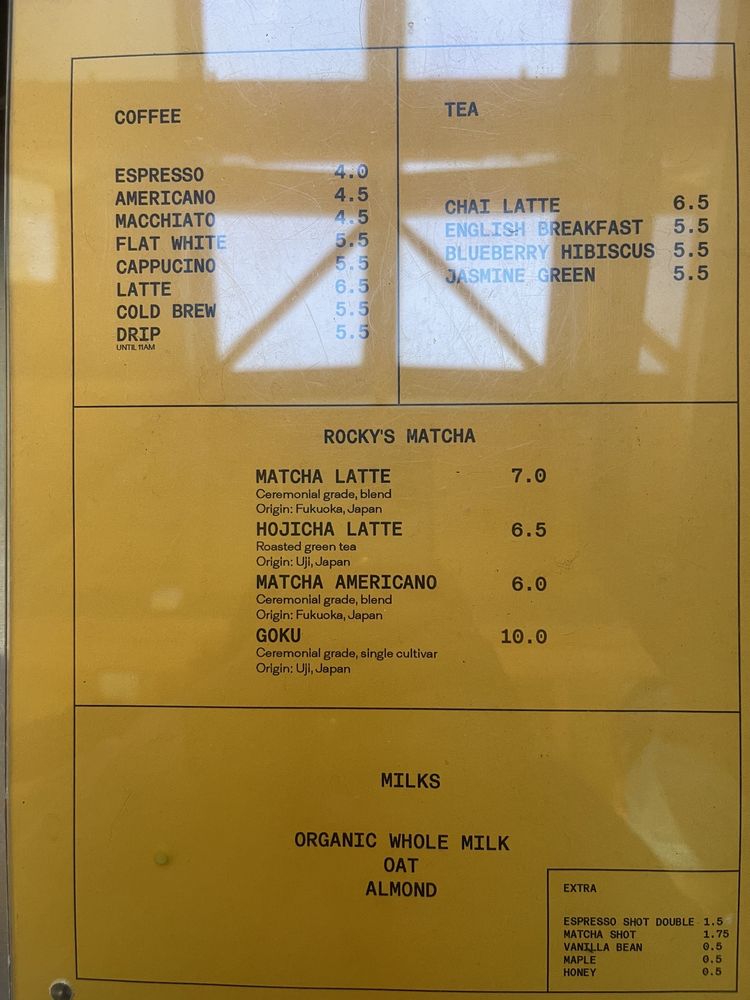 COFFEE
ESPRESSO 4.0
AMERICANO 4.5
MACCHIATO 4.5
FLAT WHITE 5.5
CAPPUCINO 5.5
LATTE 6.5
COLD BREW 5.5
DRIP 5.5
UNTIL 11AM
TEA
CHAI LATTE 6.5
ENGLISH BREAKFAST 5.5
BLUEBERRY HIBISCUS 5.5
JASMINE GREEN 5.5
ROCKY'S MATCHA
MATCHA LATTE 7.0
Ceremonial grade, blend
Origin: Fukuoka, Japan
HOJICHA LATTE 6.5
Roasted green tea
Origin: Uji, Japan
MATCHA AMERICANO 6.0
Ceremonial grade, blend
Origin: Fukuoka, Japan
GOKU 10.0
Ceremonial grade, single cultivar
Origin: Uji, Japan
MILKS
ORGANIC WHOLE MILK
OAT
ALMOND
EXTRA
ESPRESSO SHOT DOUBLE 1.5
MATCHA SHOT 1.75
VANILLA BEAN 0.5
MAPLE 0.5
HONEY 0.5